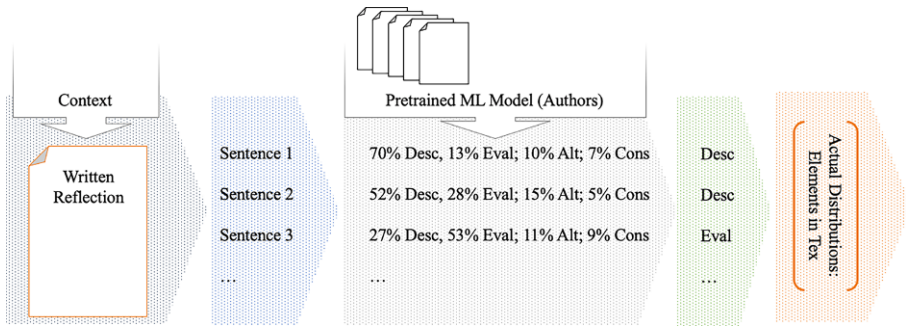 Context
Pretrained ML Model (Authors)
Written
Reflection
Sentence 1
70% Desc, 13% Eval; 10% Alt; 7% Cons
Desc
Sentence 2
52% Desc, 28% Eval; 15% Alt; 5% Cons
Desc
Sentence 3
27% Desc, 53% Eval; 11% Alt; 9% Cons
Eval
…
…
…
Actual Distributions:
Elements in Tex